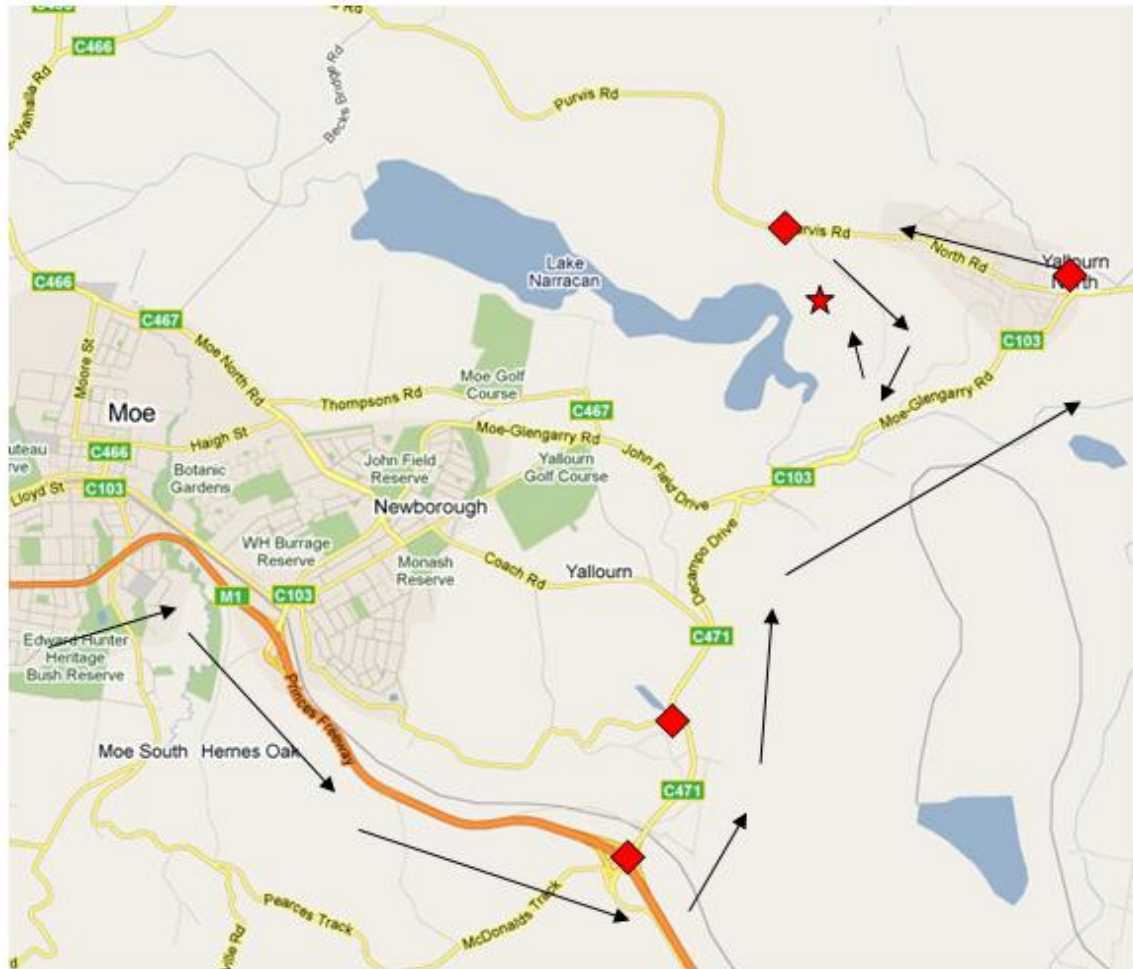 C466
Becks Bridge Rd
Purvis Rd
-Walhalla Rd
North Rd
Yallourn
North
Lake
Narracan
C466
C467
C103
Moore St
Moe North Rd
Moe Golf
Course
Moe-Glengarry Rd
Thompsons Rd
C467
Moe
Haigh St
Moe-Glengarry Rd
C466
John Field
Reserve
Yallourn
Golf Course
John Field Drive
C103
Botanic
Gardens
Lloyd St
C103
Newborough
WH Burrage
Reserve
Monash
Reserve
Coach Rd
Yallourn
Decampo Drive
M1
C103
Edward Hunter
Heritage
Bush Reserve
C471
Princes Freeway
Moe South
Hernes Oak
C471
McDonalds Track
Pearces Track
ville Rd